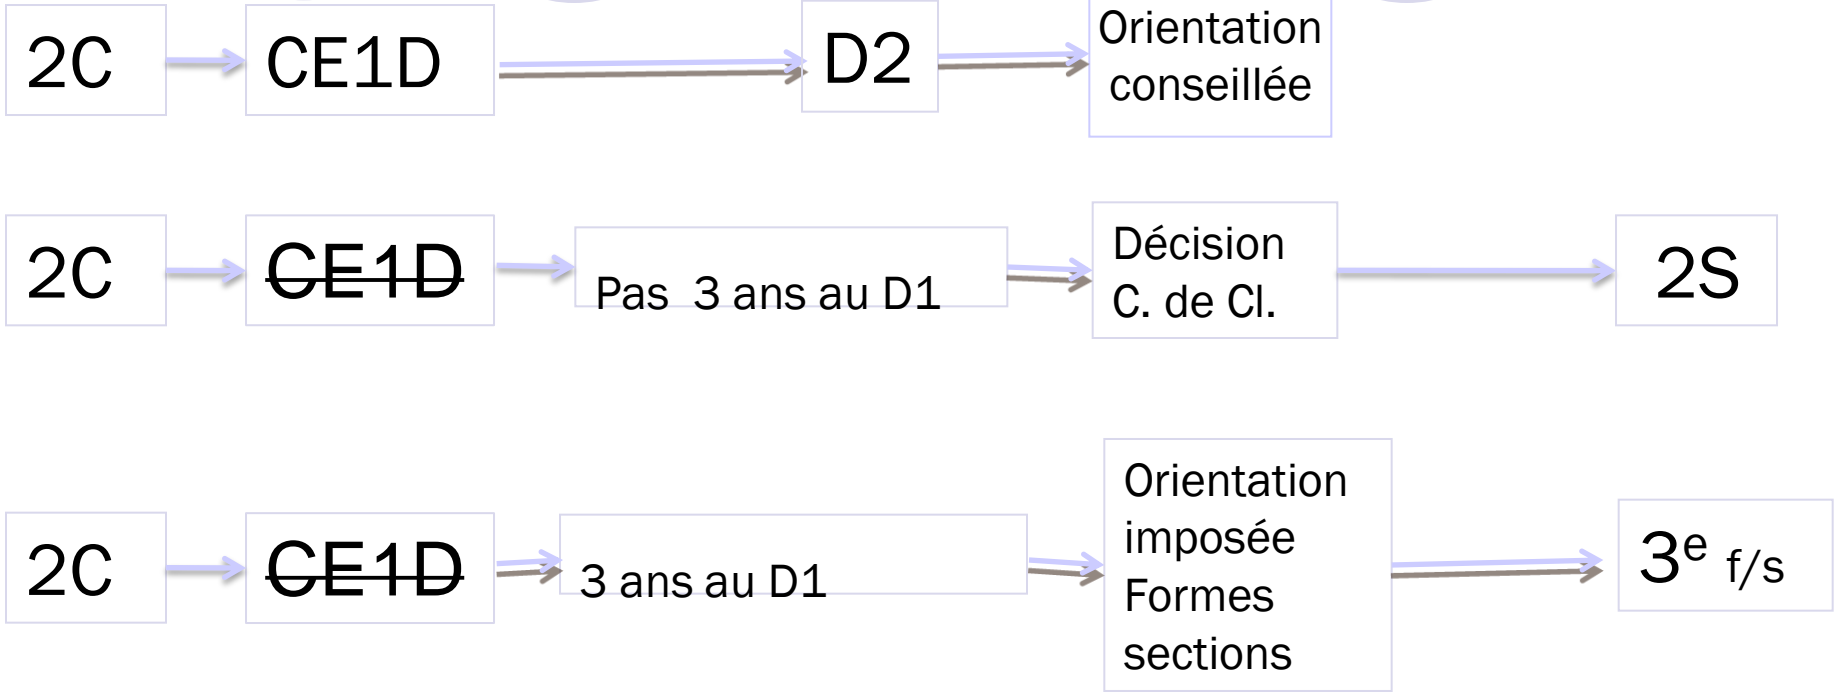 2C CE1D D2 Orientation
conseillée
2C CE1D Pas 3 ans au D1 Décision
C. de Cl.
2S
2C CE1D 3 ans au D1 Orientation
imposée
Formes
sections
3e f/s